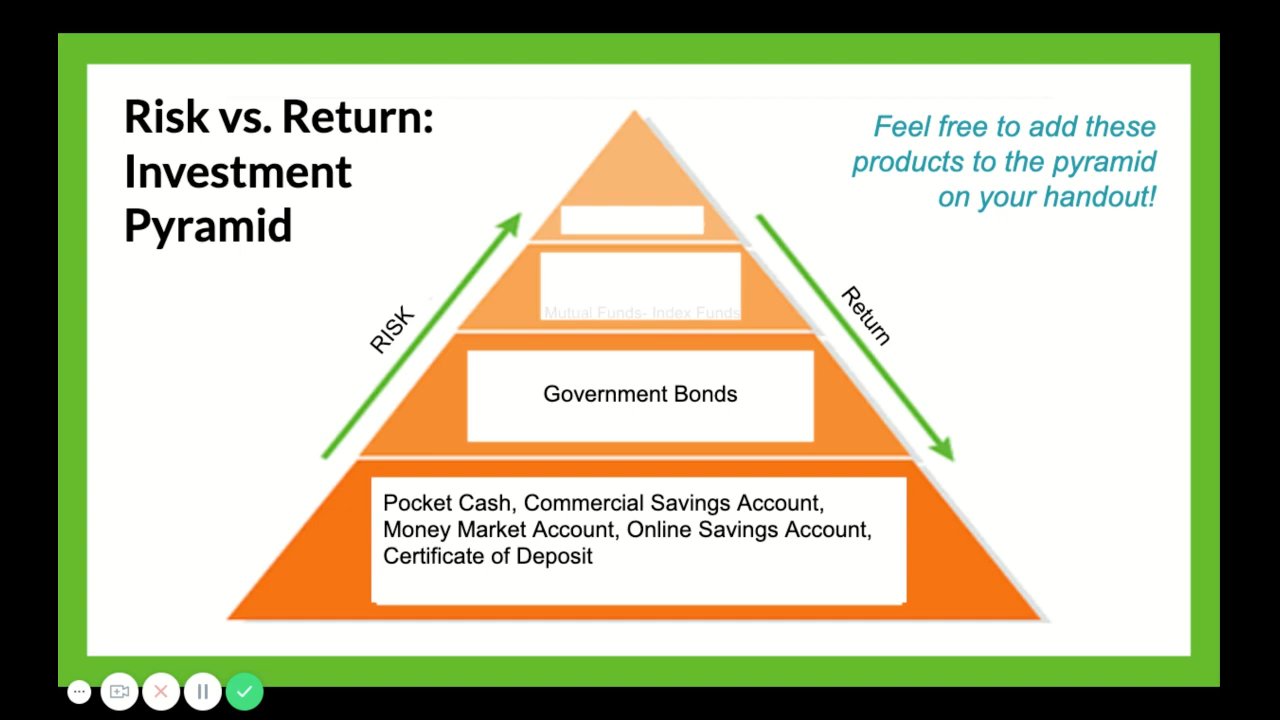 Risk vs. Return:
Investment
Pyramid
Feel free to add these
products to the pyramid
on your handout!
RISK
Return
Mutual Funds- Index Funds
Government Bonds
Pocket Cash, Commercial Savings Account,
Money Market Account, Online Savings Account,
Certificate of Deposit